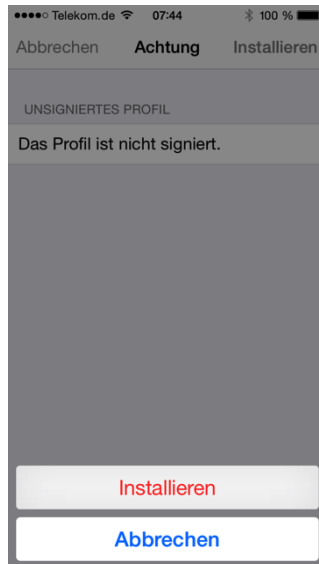 Telekom.de 07:44 100 %
Abbrechen Achtung Installieren
UNSIGNIERTES PROFIL
Das Profil ist nicht signiert.
Installieren
Abbrechen